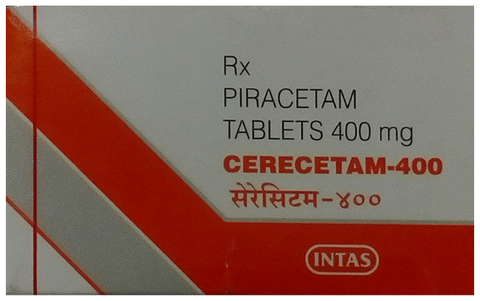 Rx
PIRACETAM
TABLETS 400 mg
CERECETAM-400
सेरेसिटम-४००
INTAS